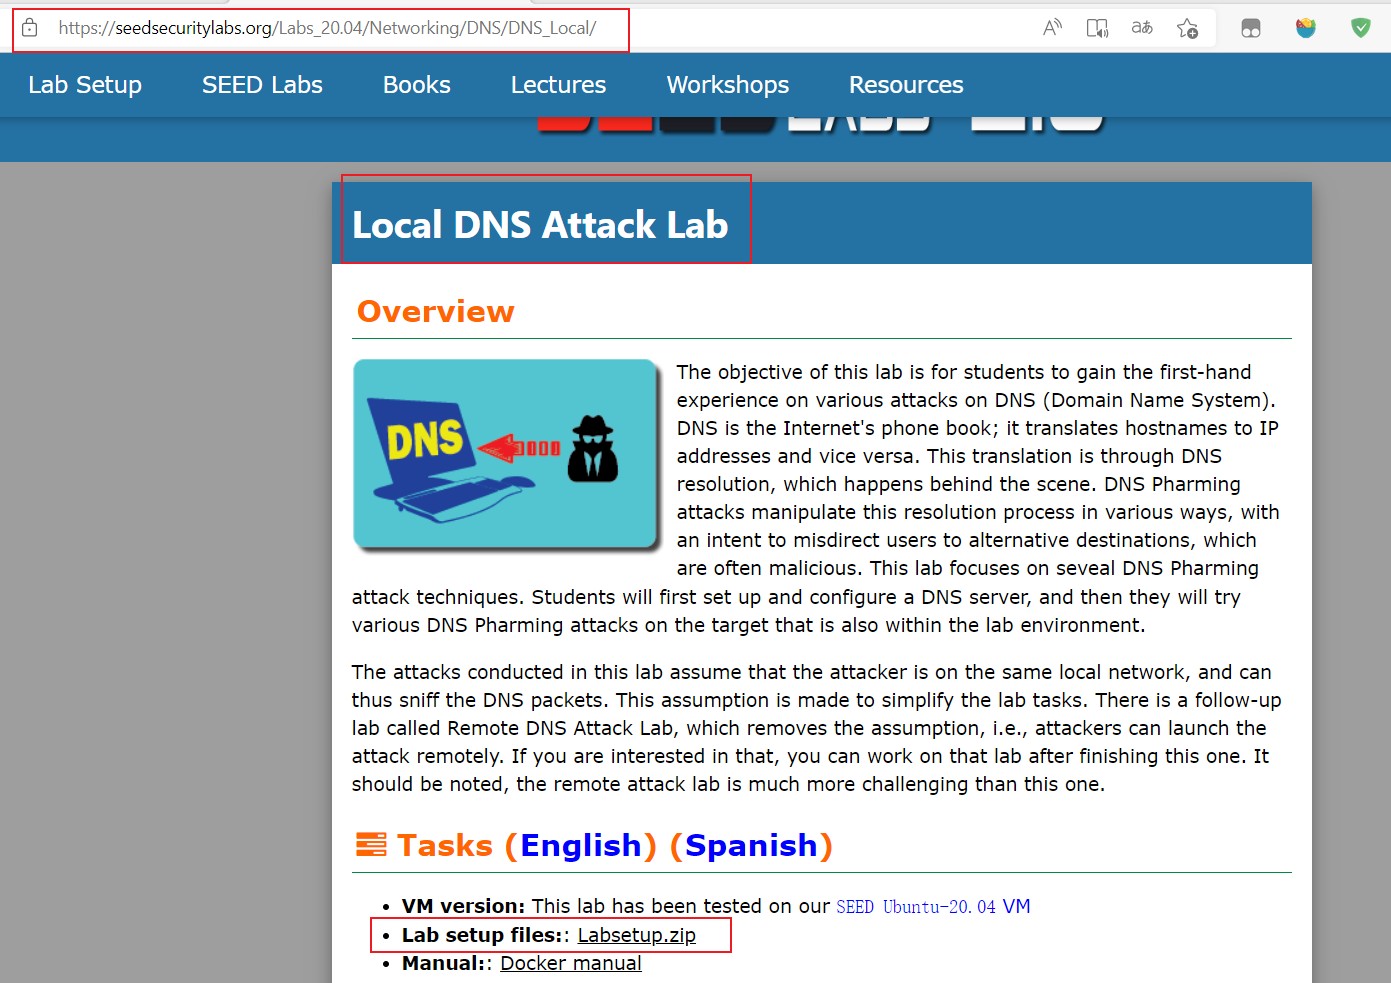 https://seedsecuritylabs.org/Labs_20.04/Networking/DNS/DNS_Local/
Lab Setup SEED Labs Books Lectures Workshops Resources
Local DNS Attack Lab
Overview
DNS
The objective of this lab is for students to gain the first-hand
experience on various attacks on DNS (Domain Name System).
DNS is the Internet's phone book; it translates hostnames to IP
addresses and vice versa. This translation is through DNS
resolution, which happens behind the scene. DNS Pharming
attacks manipulate this resolution process in various ways, with
an intent to misdirect users to alternative destinations, which
are often malicious. This lab focuses on seveal DNS Pharming
attack techniques. Students will first set up and configure a DNS server, and then they will try
various DNS Pharming attacks on the target that is also within the lab environment.
The attacks conducted in this lab assume that the attacker is on the same local network, and can
thus sniff the DNS packets. This assumption is made to simplify the lab tasks. There is a follow-up
lab called Remote DNS Attack Lab, which removes the assumption, i.e., attackers can launch the
attack remotely. If you are interested in that, you can work on that lab after finishing this one. It
should be noted, the remote attack lab is much more challenging than this one.
Tasks (English) (Spanish)
• VM version: This lab has been tested on our SEED Ubuntu-20.04 VM
• Lab setup files:: Labsetup.zip
• Manual:: Docker manual